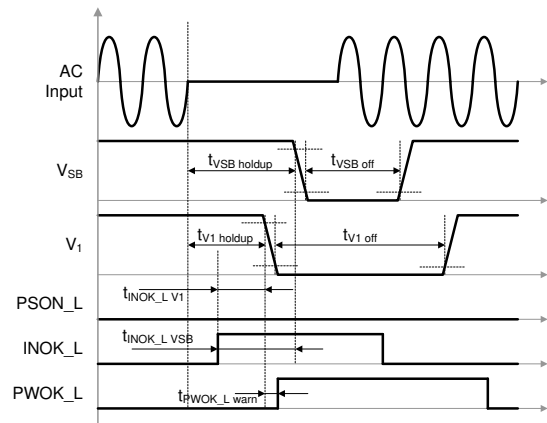 AC
Input
VSB
tVSB holdup
tVSB off
V1
tV1 holdup
tV1 off
PSON_L
tINOK_L V1
INOK_L
tINOK_L VSB
PWOK_L
tPWOK_L warn